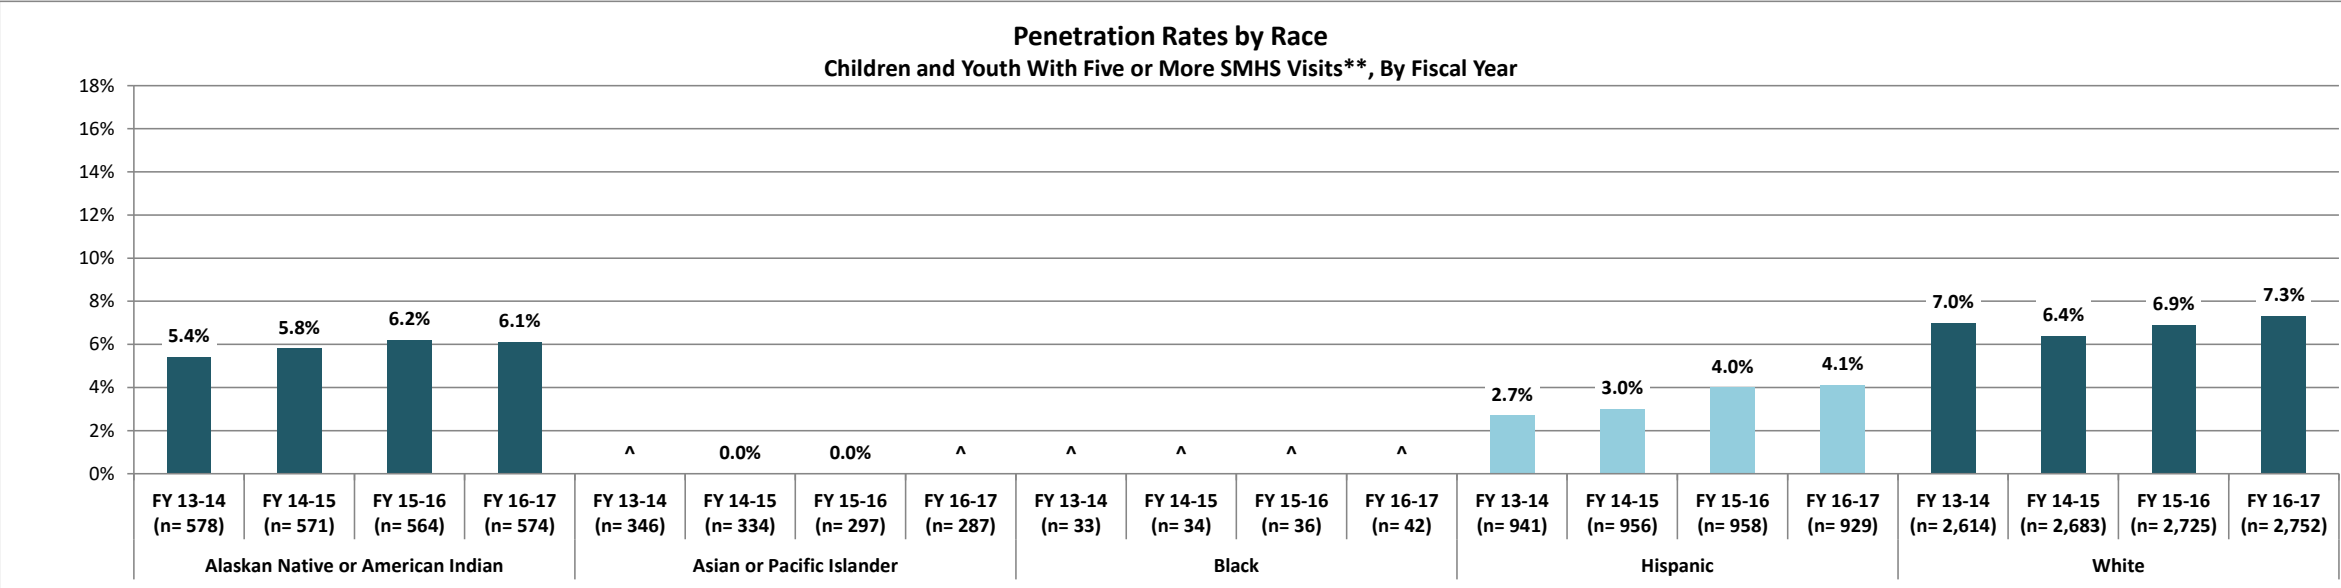 Penetration Rates by Race
Children and Youth With Five or More SMHS Visits**, By Fiscal Year
18%
16%
14%
12%
10%
8%
6%
4%
2%
0%
5.4% 5.8% 6.2% 6.1% ^ 0.0% 0.0% ^ ^ ^ ^ ^ 2.7% 3.0% 4.0% 4.1% 7.0% 6.4% 6.9% 7.3%
FY 13-14 FY 14-15 FY 15-16 FY 16-17 FY 13-14 FY 14-15 FY 15-16 FY 16-17 FY 13-14 FY 14-15 FY 15-16 FY 16-17 FY 13-14 FY 14-15 FY 15-16 FY 16-17 FY 13-14 FY 14-15 FY 15-16 FY 16-17
(n= 578) (n= 571) (n= 564) (n= 574) (n= 346) (n= 334) (n= 297) (n= 287) (n= 33) (n= 34) (n= 36) (n= 42) (n= 941) (n= 956) (n= 958) (n= 929) (n= 2,614) (n= 2,683) (n= 2,725) (n= 2,752)
Alaskan Native or American Indian Asian or Pacific Islander Black Hispanic White